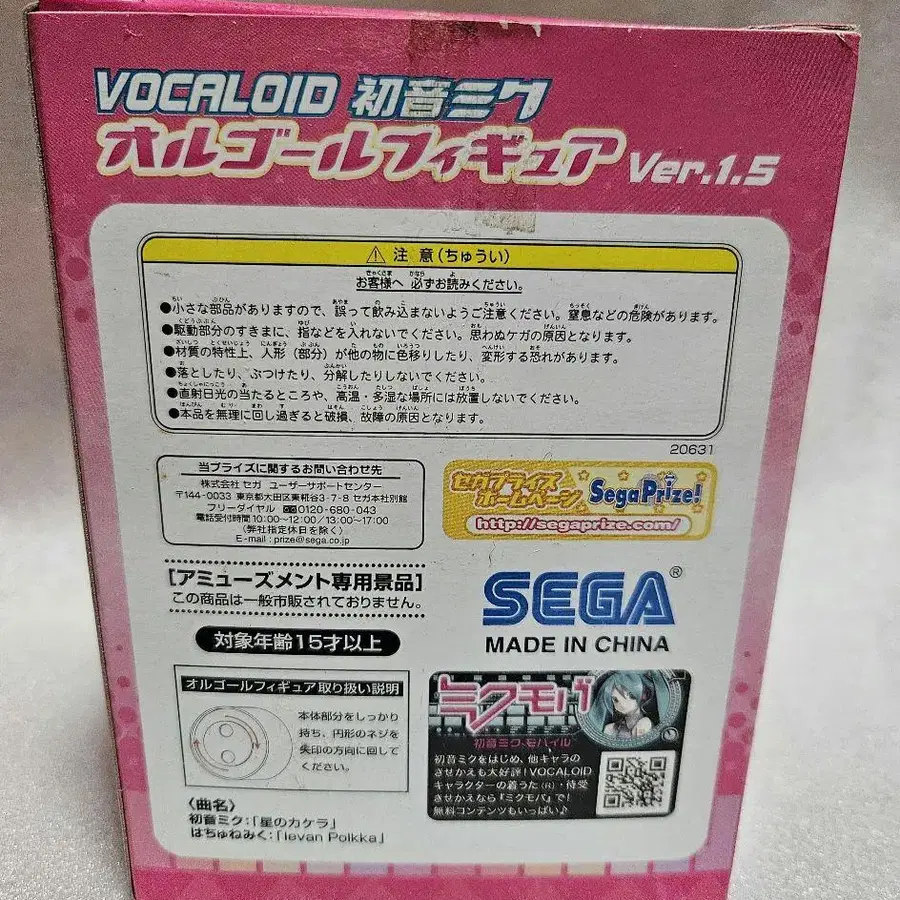 VOCALOID 初音ミク
オルゴールフィギュア Ver.1.5
⚠ 注 意 (ちゅうい)
お客様へ 必ずお読みください。
●小さな部品がありますので、誤って飲み込まないようご注意ください。窒息などの危険があります。
●駆動部分のすきまに、指などを入れないでください。思わぬケガの原因となります。
●材質の特性上、人形（部分）が他の物に色移りしたり、変形する恐れがあります。
●落としたり、ぶつけたり、分解したりしないでください。
●直射日光の当たるところや、高温・多湿な場所には放置しないでください。
●本品を無理に回し過ぎると破損、故障の原因となります。
20631
当プライズに関するお問い合わせ先
株式会社 セガ ユーザーサポートセンター
〒144-0033 東京都大田区東糀谷3-7-8 セガ本社別館
フリーダイヤル 0120-680-043
電話受付時間 10:00〜12:00／13:00〜17:00
（弊社指定休日を除く）
E-mail : prize@sega.co.jp
セガプライズ
ホームページ
SegaPrize!
http://segaprize.com/
[アミューズメント専用景品]
この商品は一般市販されておりません。
対象年齢15才以上
SEGA®
MADE IN CHINA
オルゴールフィギュア取り扱い説明
本体部分をしっかり
持ち、円形のネジを
矢印の方向に回して
ください。
〈曲名〉
初音ミク:「星のカケラ」
はちゅねみく:「Ievan Polkka」
ミクモバ
初音ミク モバイル
初音ミクをはじめ、他キャラの
きせかえも大好評!VOCALOID
キャラクターの着うた(R)・待受
きせかえなら『ミクモバ』で!
無料コンテンツもいっぱい♪